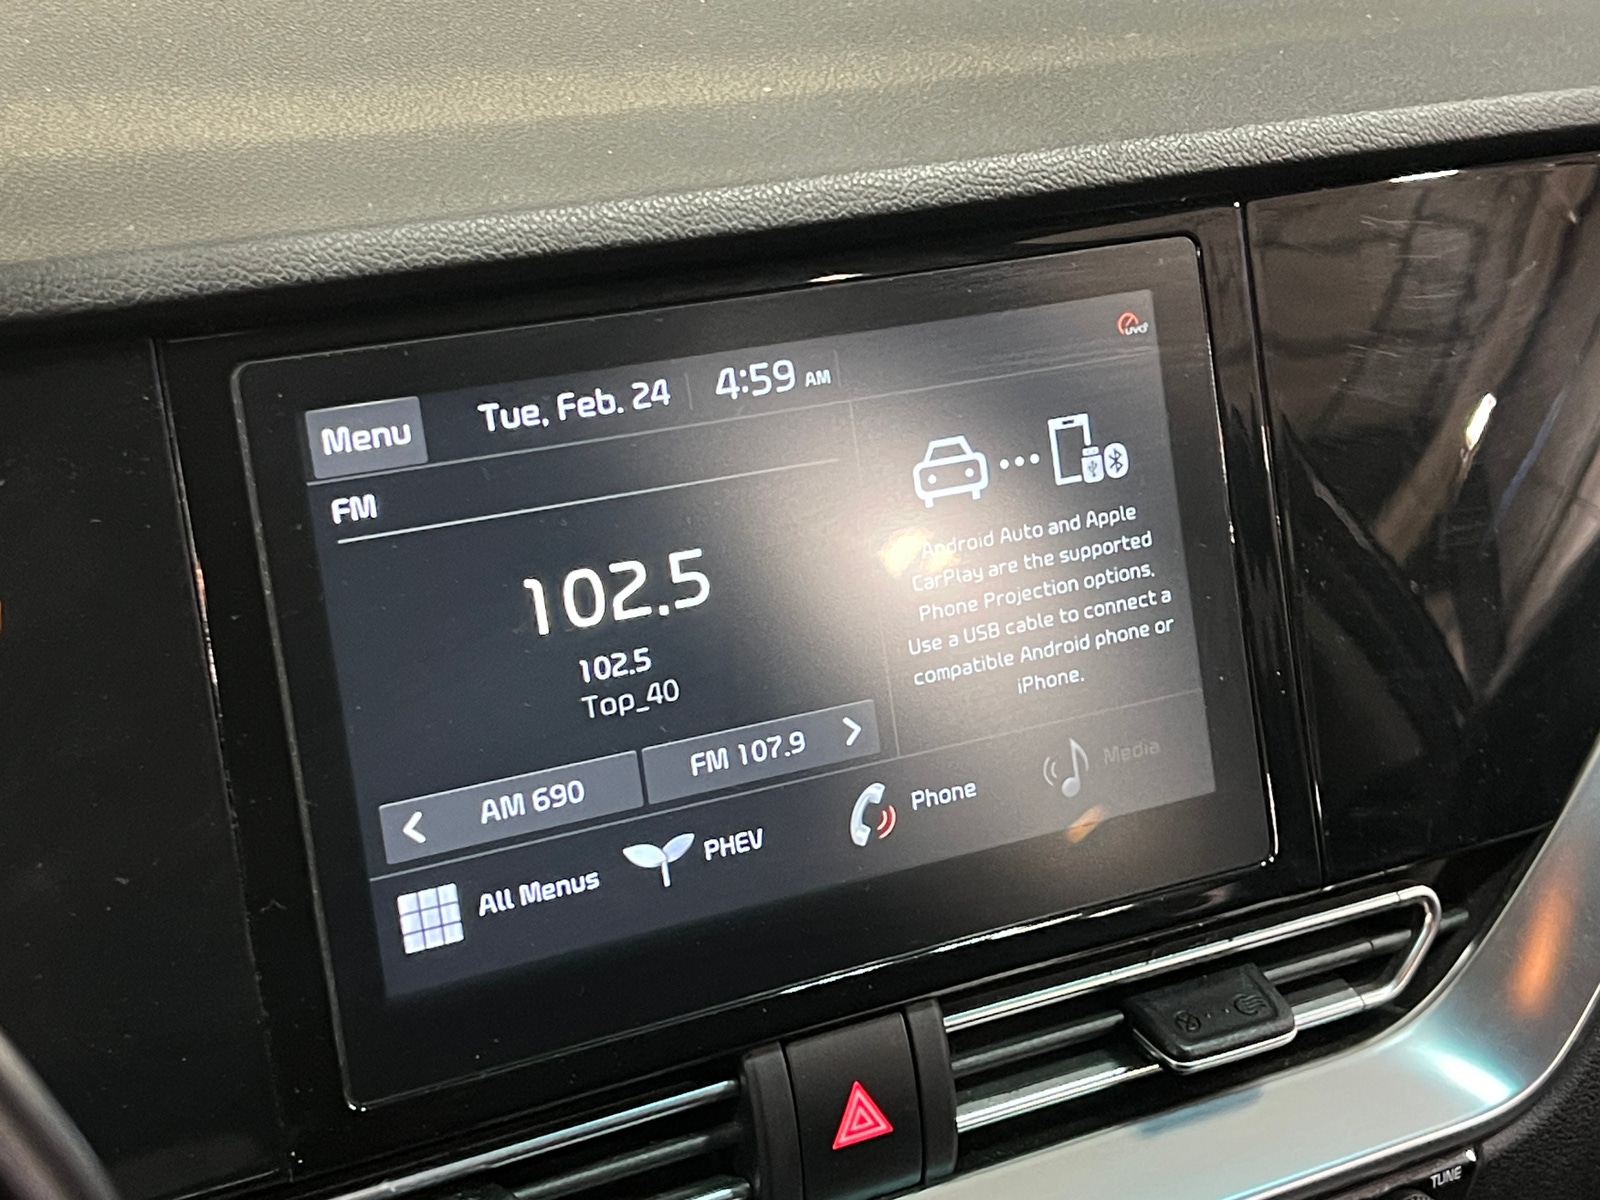 uvo
Menu
Tue, Feb. 24
4:59 AM
FM
102.5
102.5
Top_40
AM 690
FM 107.9
Android Auto and Apple
CarPlay are the supported
Phone Projection options.
Use a USB cable to connect a
compatible Android phone or
iPhone.
All Menus
PHEV
Phone
Media
TUNE